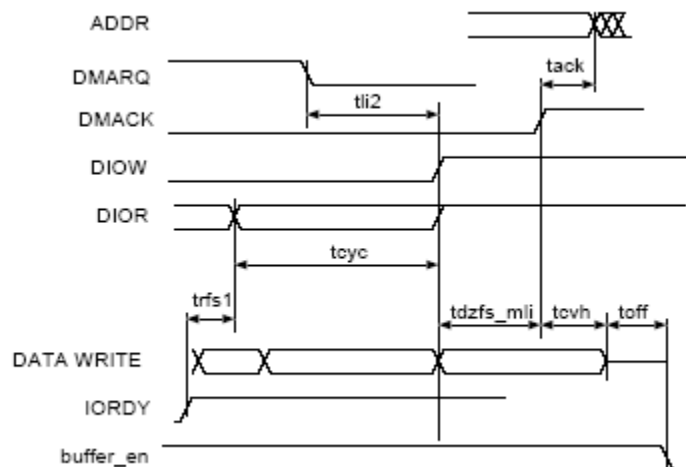 ADDR
DMARQ
tack
tli2
DMACK
DIOW
DIOR
tcyc
trfs1
tdzfs_mli
tcvh
toff
DATA WRITE
IORDY
buffer_en